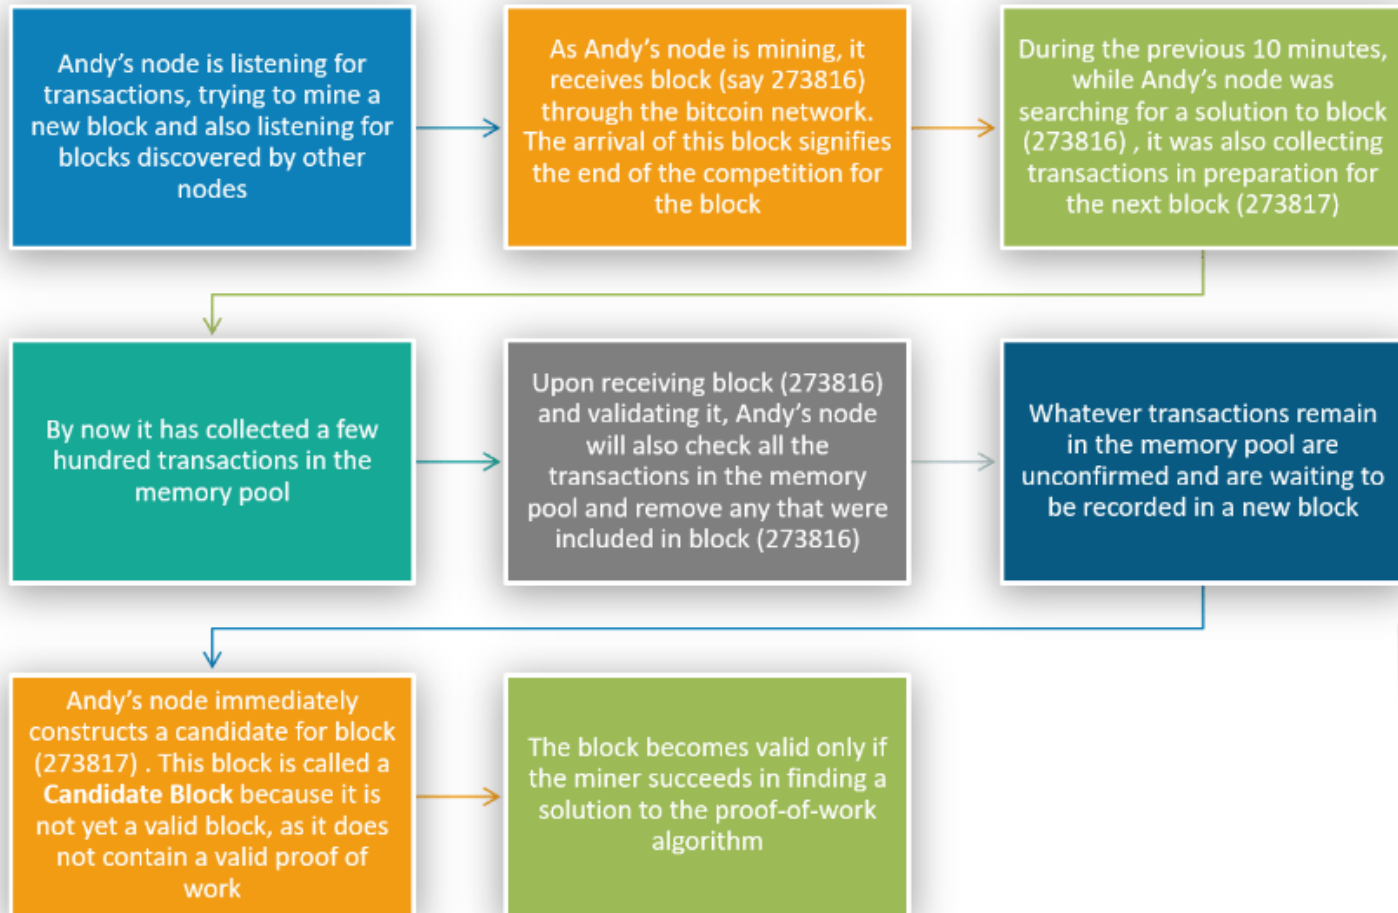 Andy’s node is listening for
transactions, trying to mine a
new block and also listening for
blocks discovered by other
nodes
As Andy’s node is mining, it
receives block (say 273816)
through the bitcoin network.
The arrival of this block signifies
the end of the competition for
the block
During the previous 10 minutes,
while Andy’s node was
searching for a solution to block
(273816) , it was also collecting
transactions in preparation for
the next block (273817)
By now it has collected a few
hundred transactions in the
memory pool
Upon receiving block (273816)
and validating it, Andy’s node
will also check all the
transactions in the memory
pool and remove any that were
included in block (273816)
Whatever transactions remain
in the memory pool are
unconfirmed and are waiting to
be recorded in a new block
Andy’s node immediately
constructs a candidate for block
(273817) . This block is called a
Candidate Block because it is
not yet a valid block, as it does
not contain a valid proof of
work
The block becomes valid only if
the miner succeeds in finding a
solution to the proof-of-work
algorithm